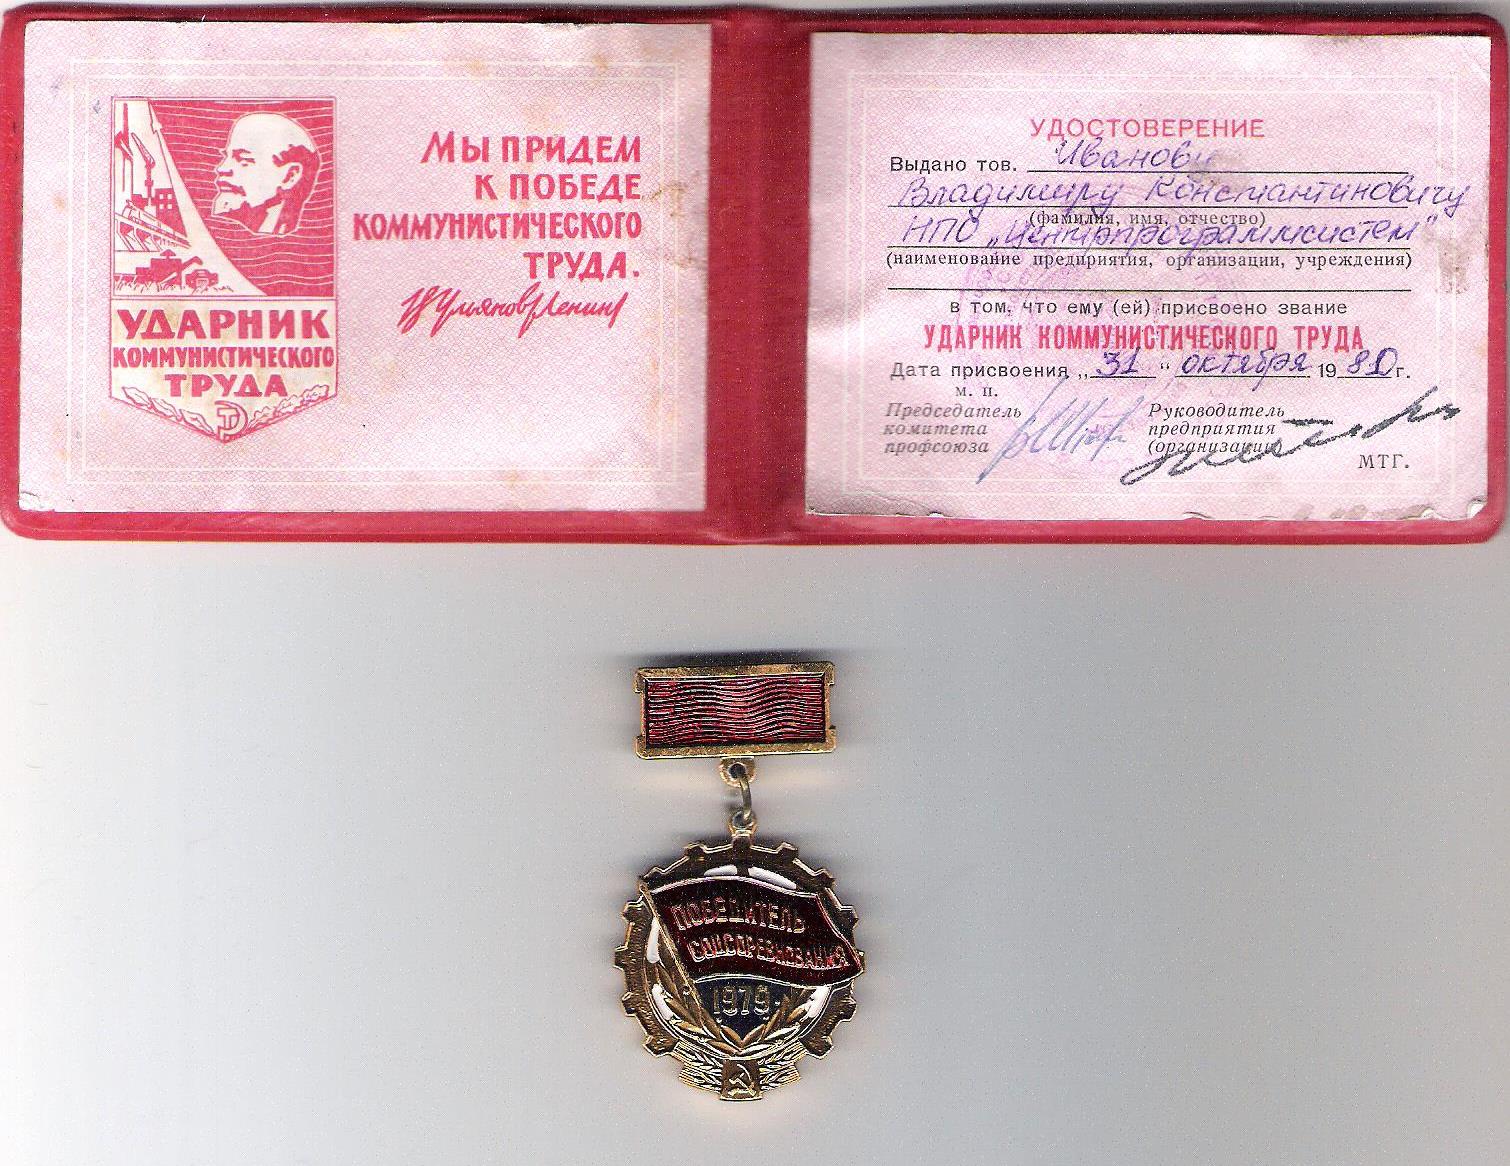 УДАРНИК
КОММУНИСТИЧЕСКОГО
ТРУДА
Мы придем
к победе
коммунистического
труда.
В Ульянов (Ленин)
УДОСТОВЕРЕНИЕ
Выдано тов. Иванову
Владимиру Константиновичу
(фамилия, имя, отчество)
НПО „Центрпрограммсистем"
(наименование предприятия, организации, учреждения)
в том, что ему (ей) присвоено звание
УДАРНИК КОММУНИСТИЧЕСКОГО ТРУДА
Дата присвоения „31" октября 1980г.
м. п.
Председатель
комитета
профсоюза
Руководитель
предприятия
(организации)
МТГ.
ПОБЕДИТЕЛЬ
СОЦСОРЕВНОВАНИЯ
1979